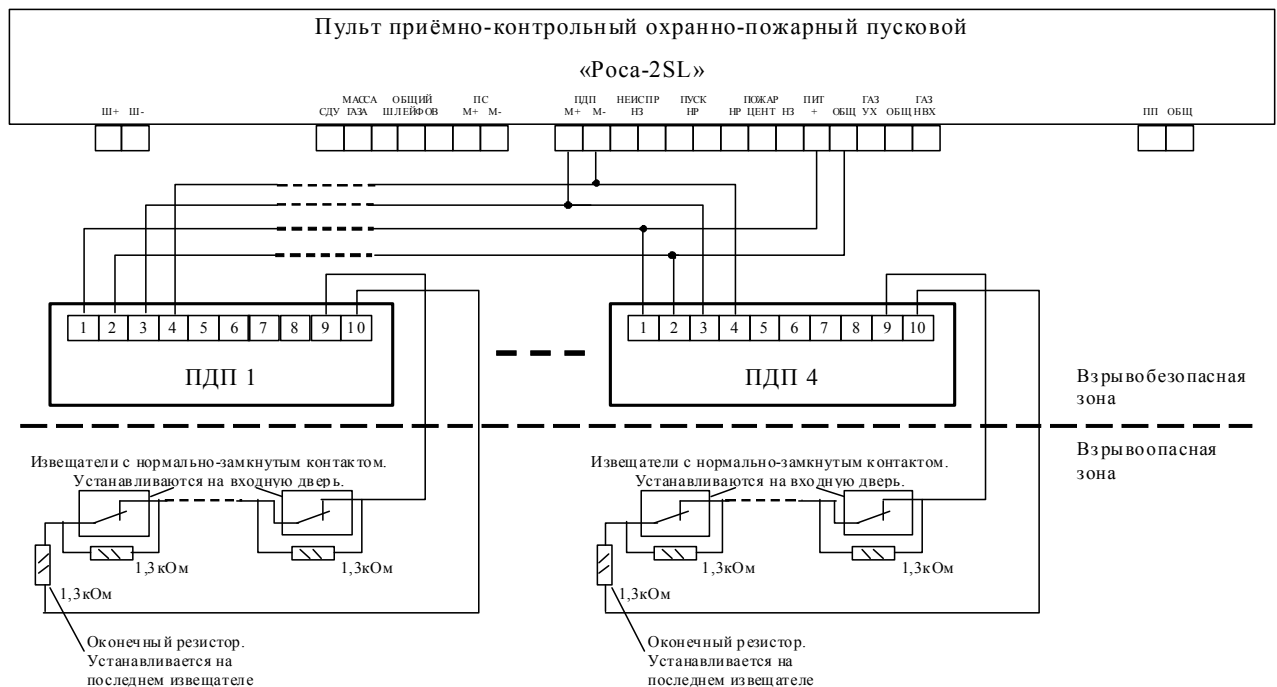 Пульт приёмно-контрольный охранно-пожарный пусковой
«Роса-2SL»
Ш+ Ш-
СДУ
МАССА ГАЗА
ОБЩИЙ ШЛЕЙФОВ
ПС
М+ М-
ПДП
М+ М-
НЕИСПР
НЗ
ПУСК
НР
ПОЖАР
НР ЦЕНТ НЗ
ПИТ
+ ОБЩ
ГАЗ
УХ
ОБЩ
ГАЗ
НВХ
ПП ОБЩ
1 2 3 4 5 6 7 8 9 10
ПДП 1
1 2 3 4 5 6 7 8 9 10
ПДП 4
Взрывобезопасная
зона
Взрывоопасная
зона
Извещатели с нормально-замкнутым контактом.
Устанавливаются на входную дверь.
1,3кОм
1,3кОм
1,3кОм
Оконечный резистор.
Устанавливается на
последнем извещателе
Извещатели с нормально-замкнутым контактом.
Устанавливаются на входную дверь.
1,3кОм
1,3кОм
1,3кОм
Оконечный резистор.
Устанавливается на
последнем извещателе